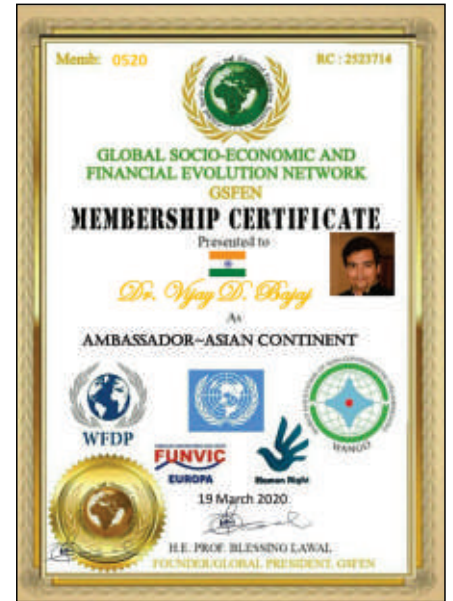 Memb: 0520
RC : 2523714
GLOBAL SOCIO-ECONOMIC AND
FINANCIAL EVOLUTION NETWORK
GSFEN
MEMBERSHIP CERTIFICATE
Presented to
Dr. Vijay D. Bajaj
As
AMBASSADOR~ASIAN CONTINENT
WFDP
WANGO
FUNVIC
EUROPA
Human Right
19 March 2020
H.E. PROF. BLESSING LAWAL
FOUNDER/GLOBAL PRESIDENT, GSFEN